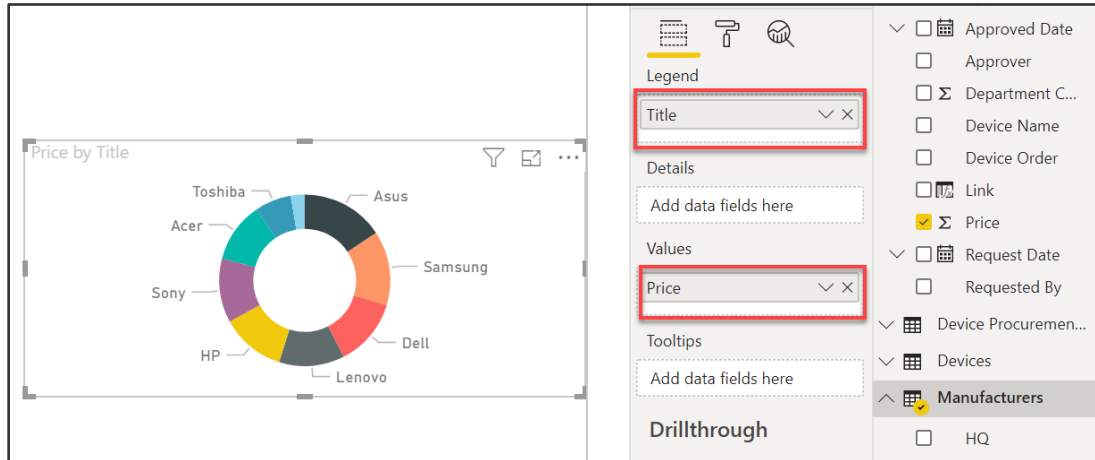 Price by Title
Toshiba
Asus
Acer
Samsung
Sony
Dell
HP
Lenovo
Legend
Title
Details
Add data fields here
Values
Price
Tooltips
Add data fields here
Drillthrough
Approved Date
Approver
Σ Department C...
Device Name
Device Order
Link
Σ Price
Request Date
Requested By
Device Procuremen...
Devices
Manufacturers
HQ